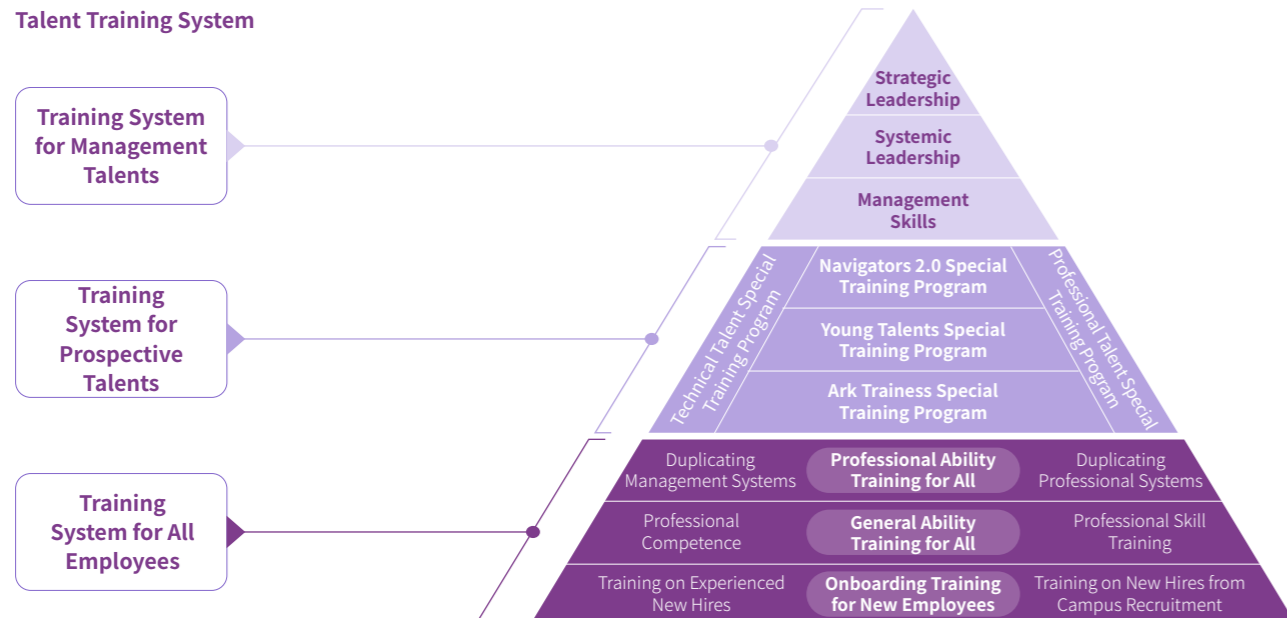 Talent Training System
Training System
for Management
Talents
Strategic
Leadership
Systemic
Leadership
Management
Skills
Training
System for
Prospective
Talents
Technical Talent Special
Training Program
Navigators 2.0 Special
Training Program
Young Talents Special
Training Program
Ark Trainess Special
Training Program
Professional Talent Special
Training Program
Training
System for All
Employees
Duplicating
Management Systems
Professional Ability
Training for All
Duplicating
Professional Systems
Professional
Competence
General Ability
Training for All
Professional Skill
Training
Training on Experienced
New Hires
Onboarding Training
for New Employees
Training on New Hires from
Campus Recruitment